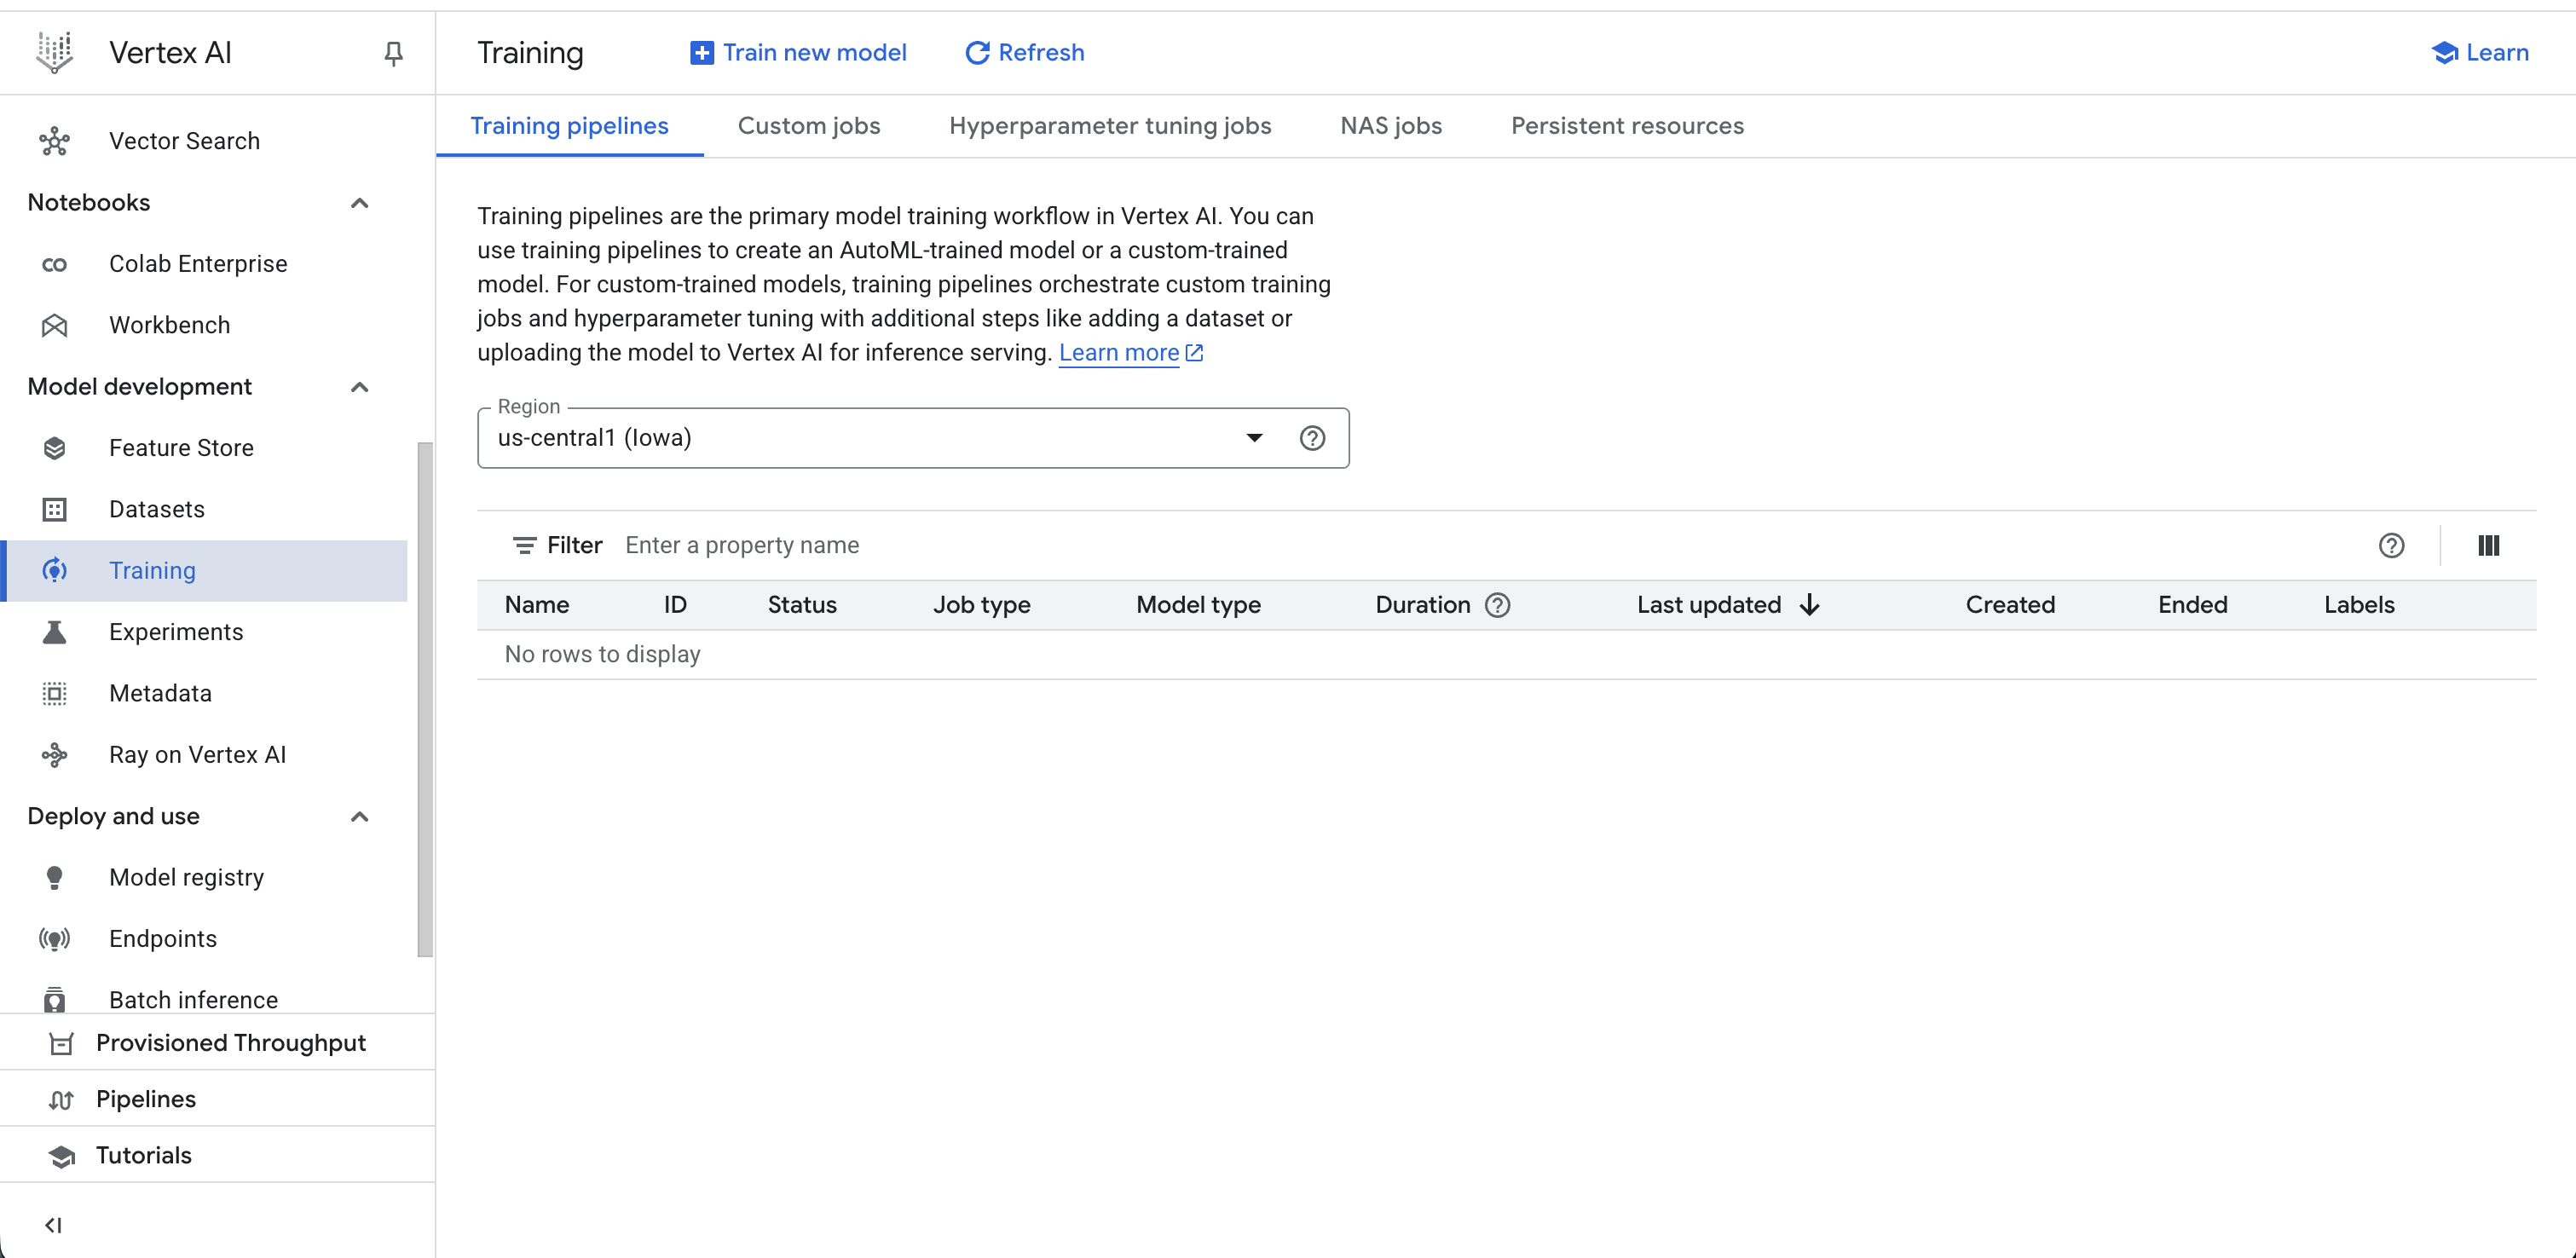 Vertex AI
Vector Search
Notebooks
Colab Enterprise
Workbench
Model development
Feature Store
Datasets
Training
Experiments
Metadata
Ray on Vertex AI
Deploy and use
Model registry
Endpoints
Batch inference
Provisioned Throughput
Pipelines
Tutorials
Training
Train new model
Refresh
Learn
Training pipelines
Custom jobs
Hyperparameter tuning jobs
NAS jobs
Persistent resources
Training pipelines are the primary model training workflow in Vertex AI. You can
use training pipelines to create an AutoML-trained model or a custom-trained
model. For custom-trained models, training pipelines orchestrate custom training
jobs and hyperparameter tuning with additional steps like adding a dataset or
uploading the model to Vertex AI for inference serving. Learn more
Region
us-central1 (Iowa)
Filter Enter a property name
Name ID Status Job type Model type Duration Last updated Created Ended Labels
No rows to display